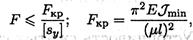 F ⩽ F_кр / [s_y] ; F_кр = π²EJ_min / (μl)²,